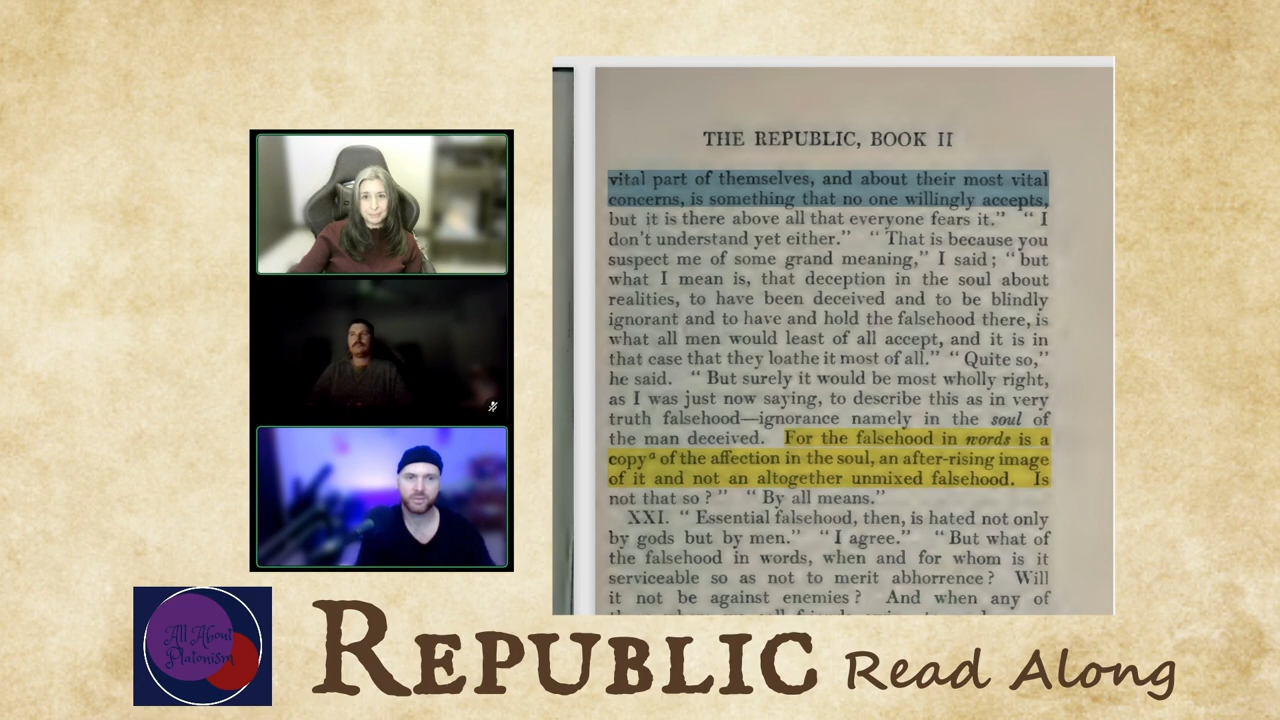 THE REPUBLIC, BOOK II
vital part of themselves, and about their most vital
concerns, is something that no one willingly accepts,
but it is there above all that everyone fears it.” “ I
don’t understand yet either.” “ That is because you
suspect me of some grand meaning,” I said ; “ but
what I mean is, that deception in the soul about
realities, to have been deceived and to be blindly
ignorant and to have and hold the falsehood there, is
what all men would least of all accept, and it is in
that case that they loathe it most of all.” “ Quite so,”
he said. “ But surely it would be most wholly right,
as I was just now saying, to describe this as in very
truth falsehood—ignorance namely in the soul of
the man deceived. For the falsehood in words is a
copy a of the affection in the soul, an after-rising image
of it and not an altogether unmixed falsehood. Is
not that so ? ” “ By all means.”
XXI. “ Essential falsehood, then, is hated not only
by gods but by men.” “ I agree.” “ But what of
the falsehood in words, when and for whom is it
serviceable so as not to merit abhorrence ? Will
it not be against enemies ? And when any of
All About
Platonism
REPUBLIC Read Along